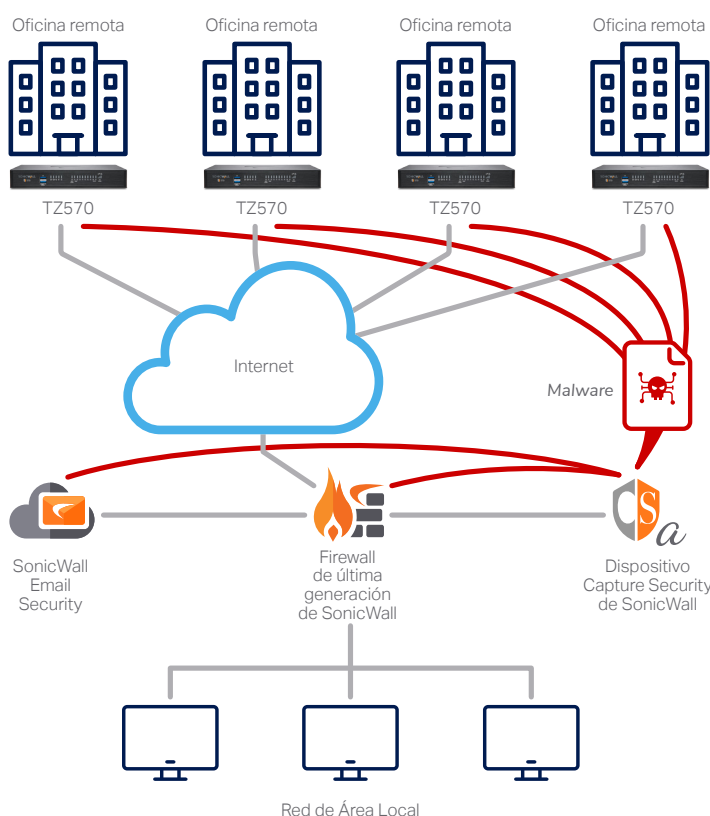 Oficina remota
Oficina remota
Oficina remota
Oficina remota
TZ570
TZ570
TZ570
TZ570
Internet
Malware
SonicWall
Email
Security
Firewall
de última
generación
de SonicWall
CSa
Dispositivo
Capture Security
de SonicWall
Red de Área Local